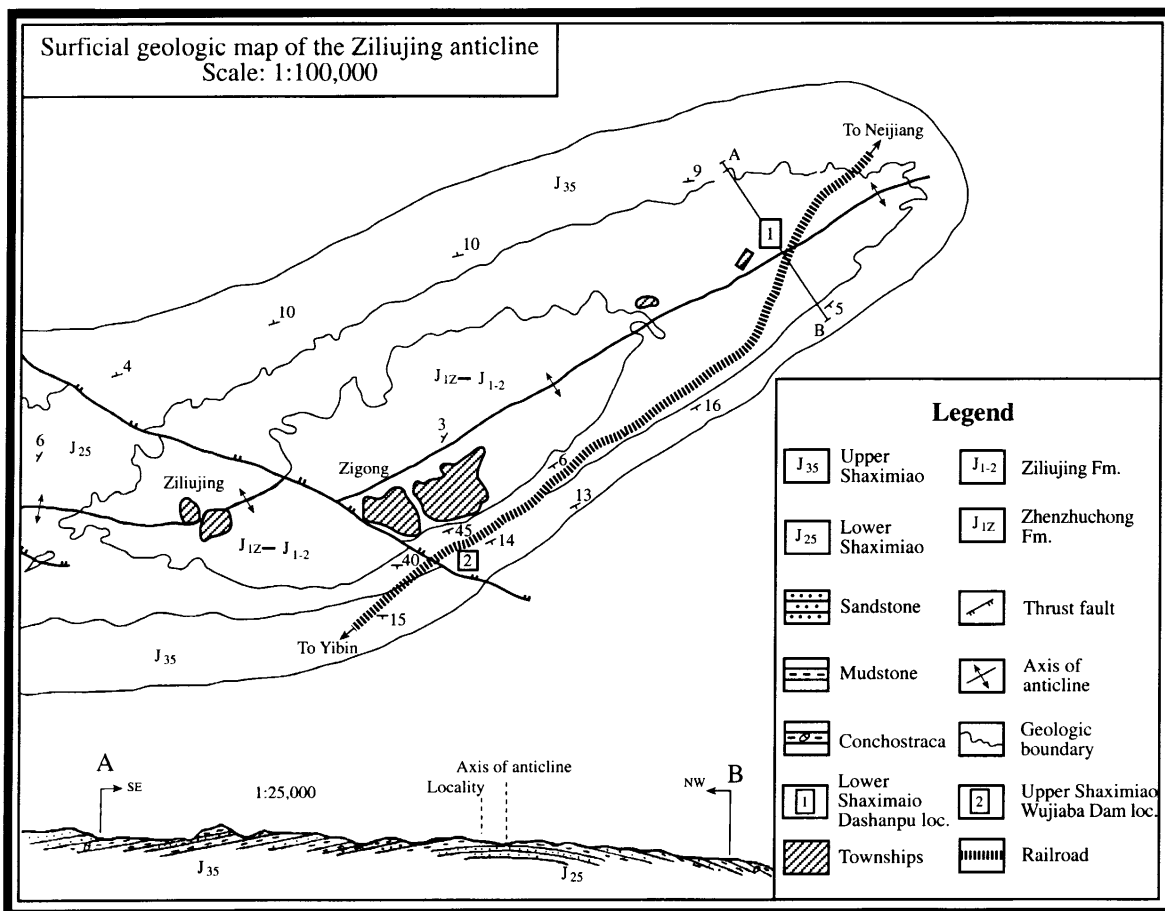 Surficial geologic map of the Ziliujing anticline
Scale: 1:100,000
To Neijiang
A
9
J35
1
10
5
B
10
4
J1Z– J1-2
16
3
6
J25
Zigong
6
Ziliujing
13
45
14
J1Z– J1-2
40
2
15
To Yibin
J35
Legend
J35
Upper
Shaximiao
J1-2
Ziliujing Fm.
J25
Lower
Shaximiao
J1Z
Zhenzhuchong
Fm.
Sandstone
Thrust fault
Mudstone
Axis of
anticline
Conchostraca
Geologic
boundary
1
Lower
Shaximaio
Dashanpu loc.
2
Upper Shaximiao
Wujiaba Dam loc.
Townships
Railroad
A
SE
1:25,000
Axis of anticline
Locality
NW
B
J35
J25